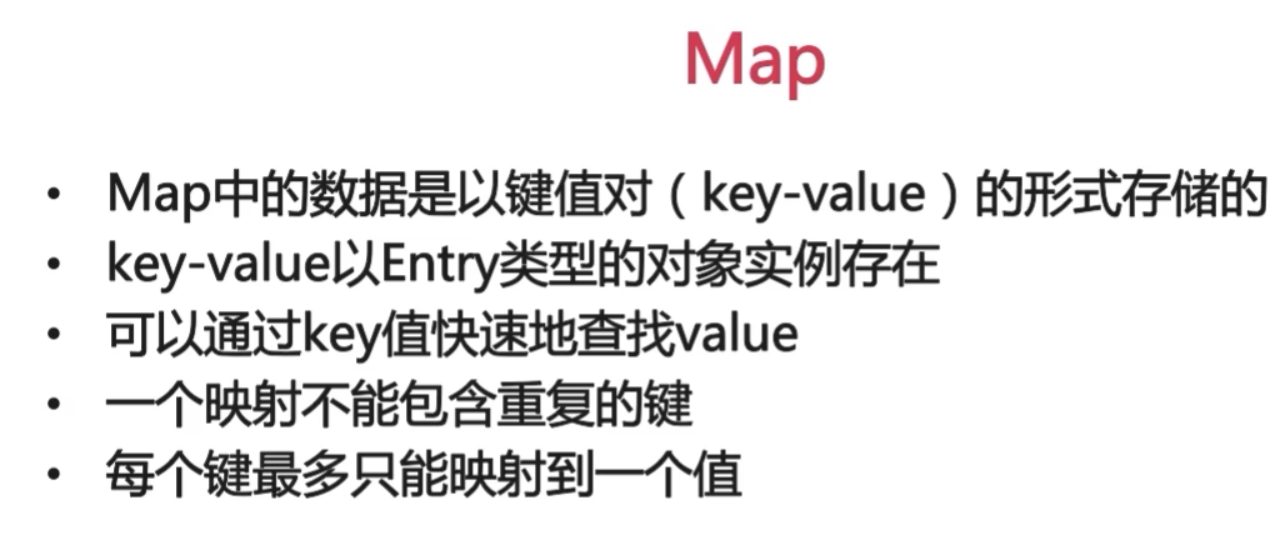 Map
• Map中的数据是以键值对（key-value）的形式存储的
• key-value以Entry类型的对象实例存在
• 可以通过key值快速地查找value
• 一个映射不能包含重复的键
• 每个键最多只能映射到一个值